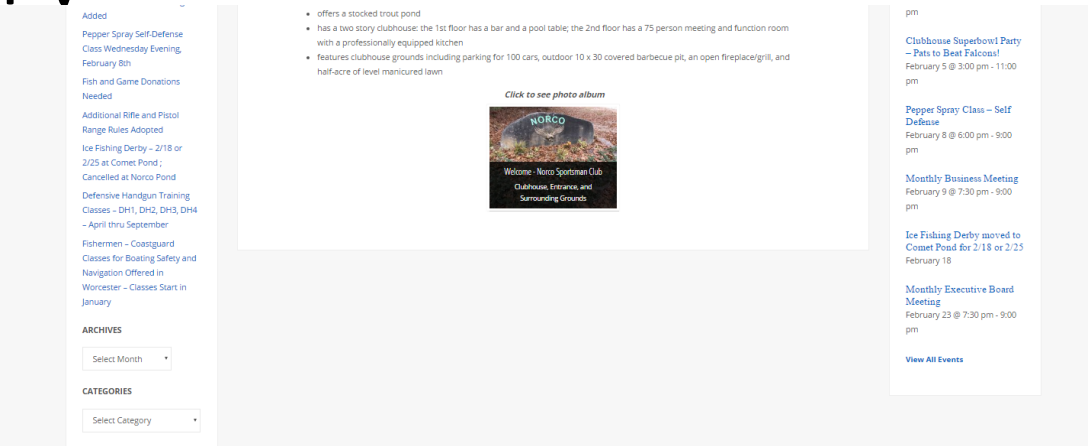 Added
Pepper Spray Self-Defense
Class Wednesday Evening,
February 8th
Fish and Game Donations
Needed
Additional Rifle and Pistol
Range Rules Adopted
Ice Fishing Derby – 2/18 or
2/25 at Comet Pond ;
Cancelled at Norco Pond
Defensive Handgun Training
Classes – DH1, DH2, DH3, DH4
– April thru September
Fishermen – Coastguard
Classes for Boating Safety and
Navigation Offered in
Worcester – Classes Start in
January
ARCHIVES
Select Month
CATEGORIES
Select Category
offers a stocked trout pond
has a two story clubhouse: the 1st floor has a bar and a pool table; the 2nd floor has a 75 person meeting and function room
with a professionally equipped kitchen
features clubhouse grounds including parking for 100 cars, outdoor 10 x 30 covered barbecue pit, an open fireplace/grill, and
half-acre of level manicured lawn
Click to see photo album
NORCO
Welcome - Norco Sportsman Club
Clubhouse, Entrance, and
Surrounding Grounds
pm
Clubhouse Superbowl Party
– Pats to Beat Falcons!
February 5 @ 3:00 pm - 11:00
pm
Pepper Spray Class – Self
Defense
February 8 @ 6:00 pm - 9:00
pm
Monthly Business Meeting
February 9 @ 7:30 pm - 9:00
pm
Ice Fishing Derby moved to
Comet Pond for 2/18 or 2/25
February 18
Monthly Executive Board
Meeting
February 23 @ 7:30 pm - 9:00
pm
View All Events